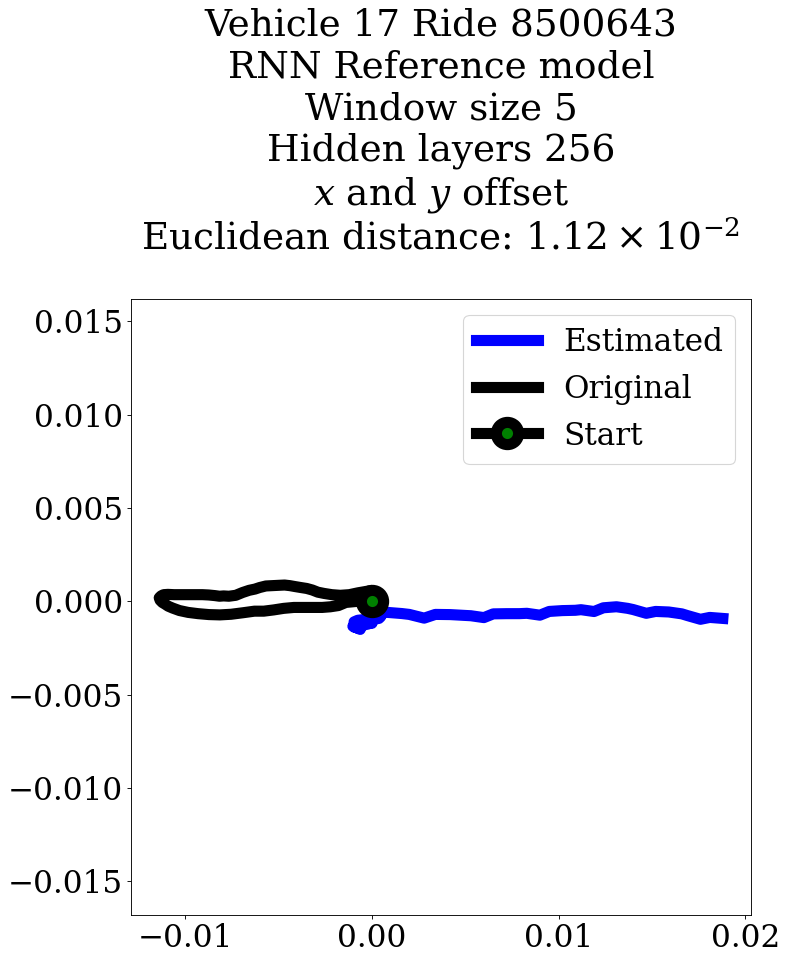 Vehicle 17 Ride 8500643
RNN Reference model
Window size 5
Hidden layers 256
x and y offset
Euclidean distance: 1.12 × 10⁻²
Estimated
Original
Start
0.015
0.010
0.005
0.000
−0.005
−0.010
−0.015
−0.01 0.00 0.01 0.02